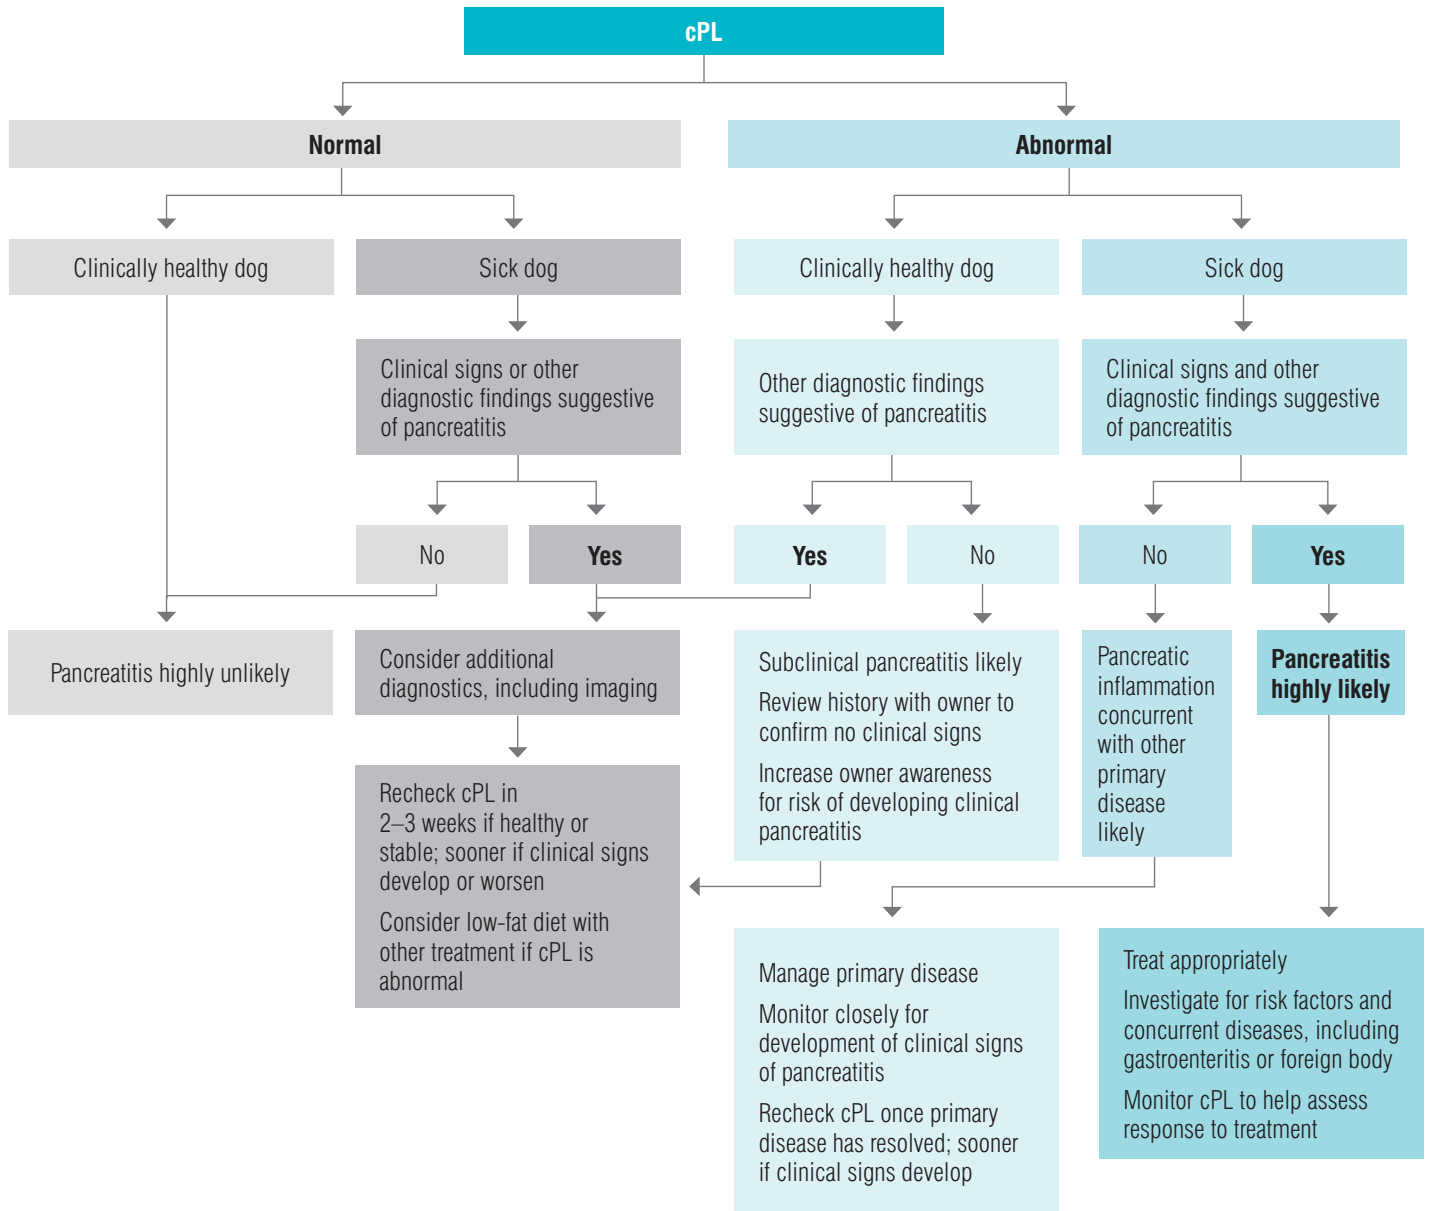 cPL
Normal
Abnormal
Clinically healthy dog
Sick dog
Clinically healthy dog
Sick dog
Clinical signs or other
diagnostic findings suggestive
of pancreatitis
Other diagnostic findings
suggestive of pancreatitis
Clinical signs and other
diagnostic findings suggestive
of pancreatitis
No
Yes
Yes
No
No
Yes
Pancreatitis highly unlikely
Consider additional
diagnostics, including imaging
Subclinical pancreatitis likely
Review history with owner to
confirm no clinical signs
Increase owner awareness
for risk of developing clinical
pancreatitis
Pancreatic
inflammation
concurrent
with other
primary
disease
likely
Pancreatitis
highly likely
Recheck cPL in
2–3 weeks if healthy or
stable; sooner if clinical signs
develop or worsen
Consider low-fat diet with
other treatment if cPL is
abnormal
Manage primary disease
Monitor closely for
development of clinical signs
of pancreatitis
Recheck cPL once primary
disease has resolved; sooner
if clinical signs develop
Treat appropriately
Investigate for risk factors and
concurrent diseases, including
gastroenteritis or foreign body
Monitor cPL to help assess
response to treatment